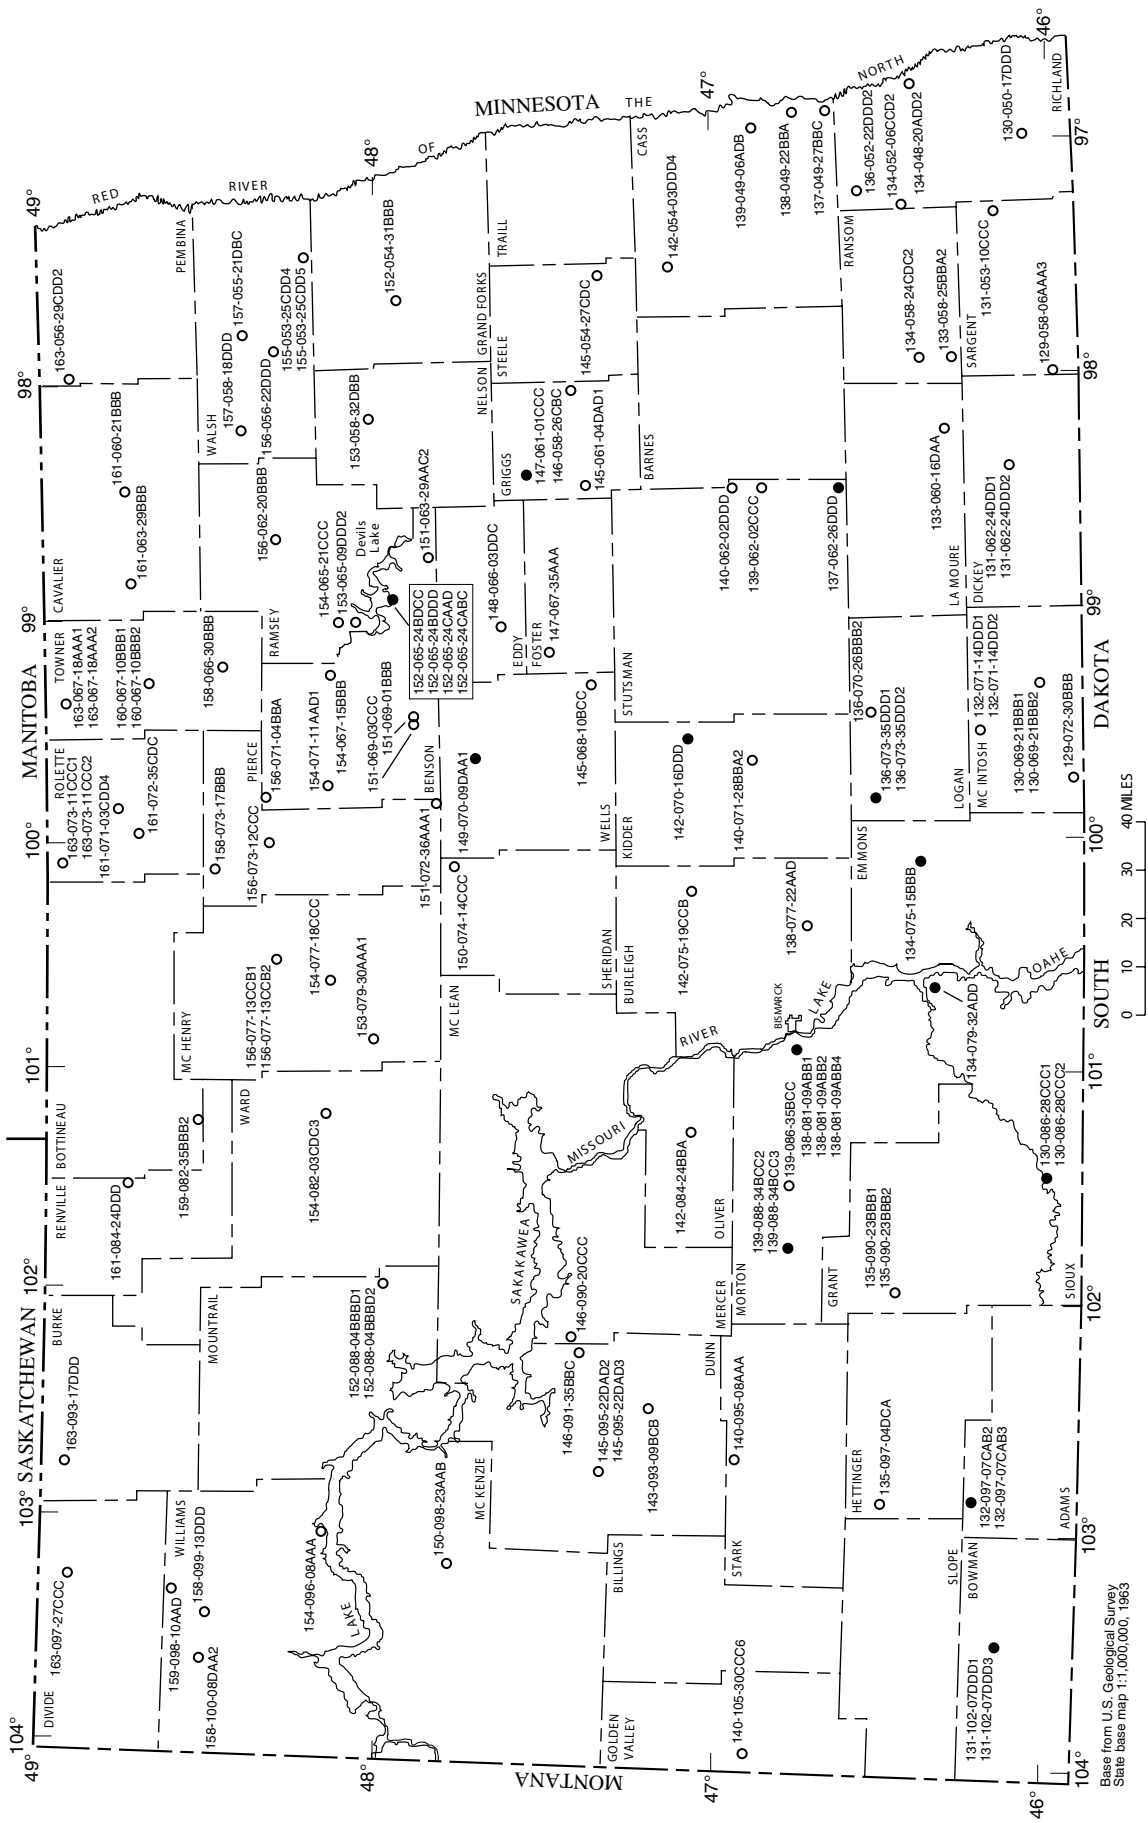 SASKATCHEWAN
MANITOBA
104°
103°
102°
101°
100°
99°
98°
49°
49°
DIVIDE
163-097-27CCC
163-093-17DDD
BURKE
RENVILLE
BOTTINEAU
ROLETTE
163-073-11CCC1
163-073-11CCC2
161-071-03CDD4
161-072-35CDC
TOWNER
163-067-18AAA1
163-067-18AAA2
160-067-10BBB1
160-067-10BBB2
CAVALIER
161-063-29BBB
161-060-21BBB
163-056-29CDD2
PEMBINA
RED
RIVER
OF
THE
NORTH
WILLIAMS
159-098-10AAD
158-099-13DDD
158-100-08DAA2
MOUNTRAIL
161-084-24DDD
159-082-35BBB2
WARD
MC HENRY
158-073-17BBB
156-073-12CCC
PIERCE
156-071-04BBA
158-066-30BBB
RAMSEY
156-062-20BBB
WALSH
157-058-18DDD
157-055-21DBC
156-056-22DDD
155-053-25CDD4
155-053-25CDD5
156-077-13CCB1
156-077-13CCB2
154-077-18CCC
153-079-30AAA1
154-082-03CDC3
154-071-11AAD1
154-067-15BBB
154-065-21CCC
153-065-09DDD2
Devils
Lake
153-058-32DBB
152-054-31BBB
48°
48°
154-096-08AAA
LAKE
SAKAKAWEA
152-088-04BBBD1
152-088-04BBBD2
151-069-03CCC
151-069-01BBB
BENSON
151-072-36AAA1
151-063-29AAC2
152-065-24BDCC
152-065-24BDDD
152-065-24CAAD
152-065-24CABC
MC LEAN
150-074-14CCC
149-070-09DAA1
150-098-23AAB
MC KENZIE
148-066-03DDC
EDDY
FOSTER
147-067-35AAA
GRIGGS
147-061-01CCC
146-058-26CBC
145-061-04DAD1
NELSON
STEELE
GRAND FORKS
TRAILL
145-054-27CDC
MINNESOTA
MISSOURI
RIVER
146-091-35BBC
146-090-20CCC
145-095-22DAD2
145-095-22DAD3
143-093-09BCB
SHERIDAN
BURLEIGH
WELLS
KIDDER
145-068-10BCC
STUTSMAN
BARNES
CASS
142-054-03DDD4
MONTANA
GOLDEN
VALLEY
BILLINGS
DUNN
MERCER
MORTON
OLIVER
142-084-24BBA
142-075-19CCB
142-070-16DDD
47°
47°
140-105-30CCC6
STARK
140-095-08AAA
139-088-34BCC2
139-088-34BCC3
139-086-35BCC
138-081-09ABB1
138-081-09ABB2
138-081-09ABB4
BISMARCK
LAKE
OAHE
138-077-22AAD
140-071-28BBA2
140-062-02DDD
139-062-02CCC
139-049-06ADB
138-049-22BBA
137-049-27BBC
137-062-26DDD
GRANT
EMMONS
RANSOM
HETTINGER
135-097-04DCA
135-090-23BBB1
135-090-23BBB2
134-075-15BBB
136-073-35DDD1
136-073-35DDD2
136-070-26BBB2
136-052-22DDD2
134-052-06CCD2
134-048-20ADD2
134-058-24CDC2
133-058-25BBA2
133-060-16DAA
SLOPE
BOWMAN
LOGAN
MC INTOSH
LA MOURE
DICKEY
SARGENT
131-102-07DDD1
131-102-07DDD3
132-097-07CAB2
132-097-07CAB3
134-079-32ADD
132-071-14DDD1
132-071-14DDD2
131-062-24DDD1
131-062-24DDD2
131-053-10CCC
130-050-17DDD
130-086-28CCC1
130-086-28CCC2
130-069-21BBB1
130-069-21BBB2
129-072-30BBB
129-058-06AAA3
46°
46°
ADAMS
SIOUX
RICHLAND
104°
103°
102°
101°
100°
99°
98°
97°
SOUTH
DAKOTA
0
10
20
30
40 MILES
Base from U.S. Geological Survey
State base map 1:1,000,000, 1963